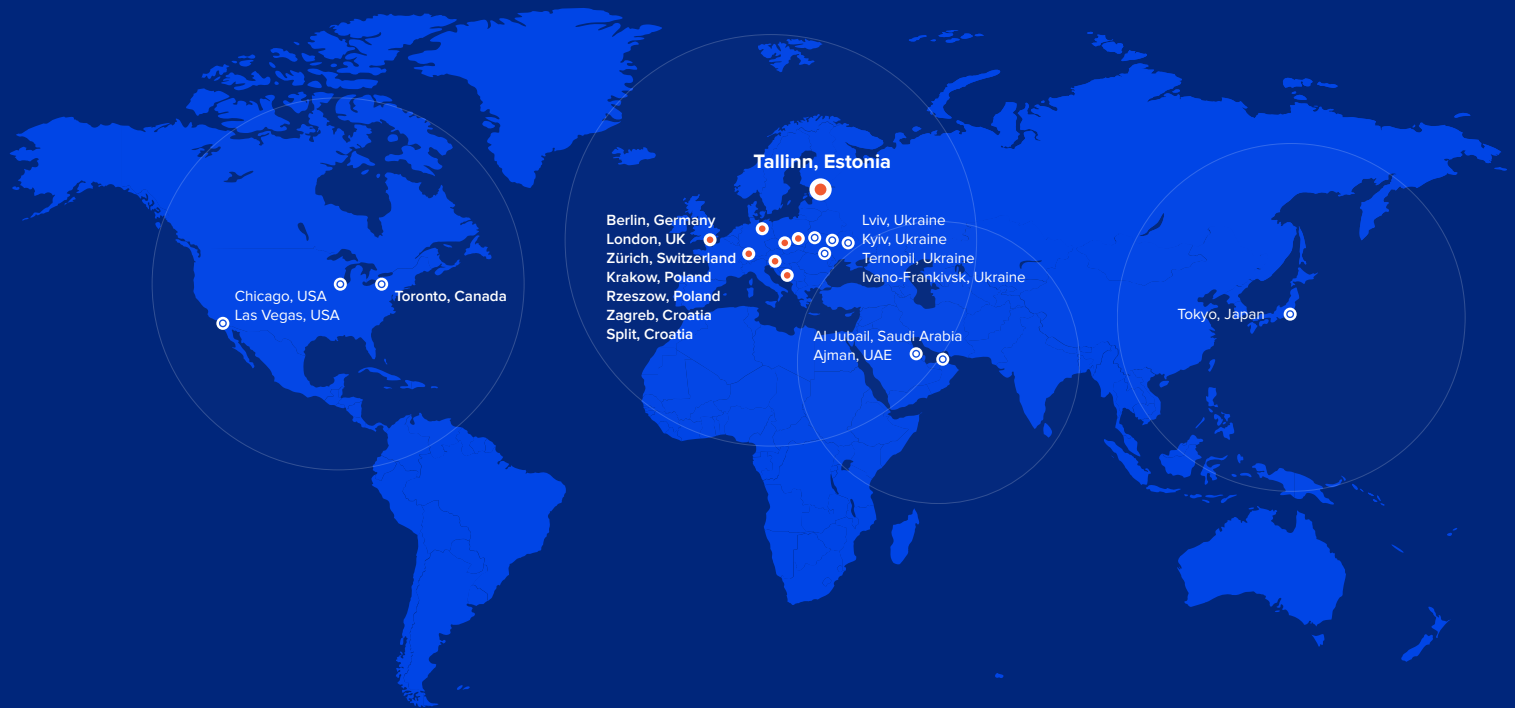 Tallinn, Estonia
Berlin, Germany
London, UK
Zürich, Switzerland
Krakow, Poland
Rzeszow, Poland
Zagreb, Croatia
Split, Croatia
Lviv, Ukraine
Kyiv, Ukraine
Ternopil, Ukraine
Ivano-Frankivsk, Ukraine
Chicago, USA
Las Vegas, USA
Toronto, Canada
Al Jubail, Saudi Arabia
Ajman, UAE
Tokyo, Japan